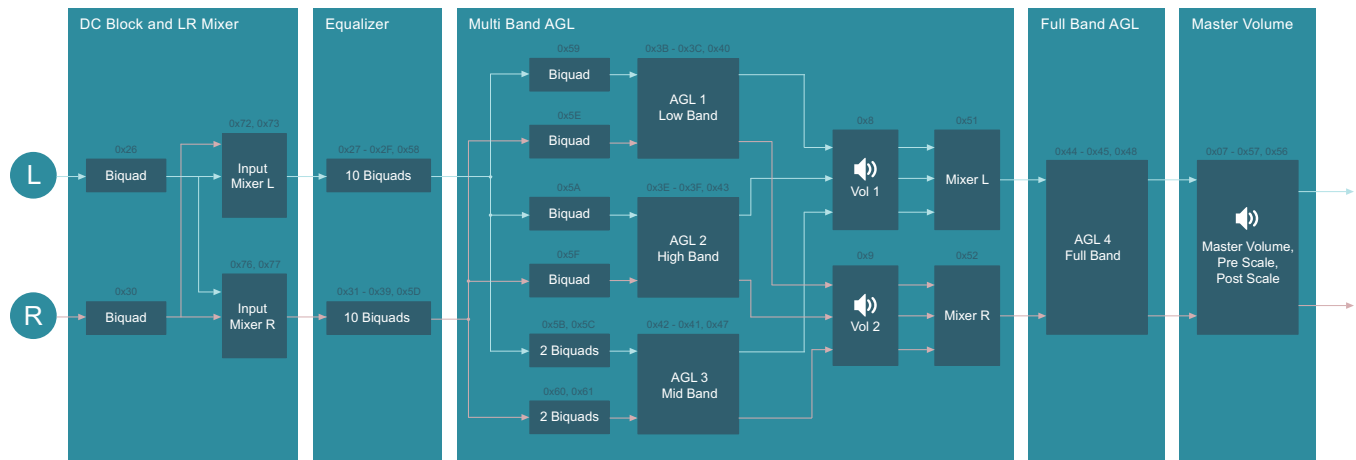 DC Block and LR Mixer
Equalizer
Multi Band AGL
Full Band AGL
Master Volume
L
R
0x26
Biquad
0x30
Biquad
0x72, 0x73
Input
Mixer L
0x76, 0x77
Input
Mixer R
0x27 - 0x2F, 0x58
10 Biquads
0x31 - 0x39, 0x5D
10 Biquads
0x59
Biquad
0x5E
Biquad
0x5A
Biquad
0x5F
Biquad
0x5B, 0x5C
2 Biquads
0x60, 0x61
2 Biquads
0x3B - 0x3C, 0x40
AGL 1
Low Band
0x3E - 0x3F, 0x43
AGL 2
High Band
0x42 - 0x41, 0x47
AGL 3
Mid Band
0x8
Vol 1
0x9
Vol 2
0x51
Mixer L
0x52
Mixer R
0x44 - 0x45, 0x48
AGL 4
Full Band
0x07 - 0x57, 0x56
Master Volume,
Pre Scale,
Post Scale